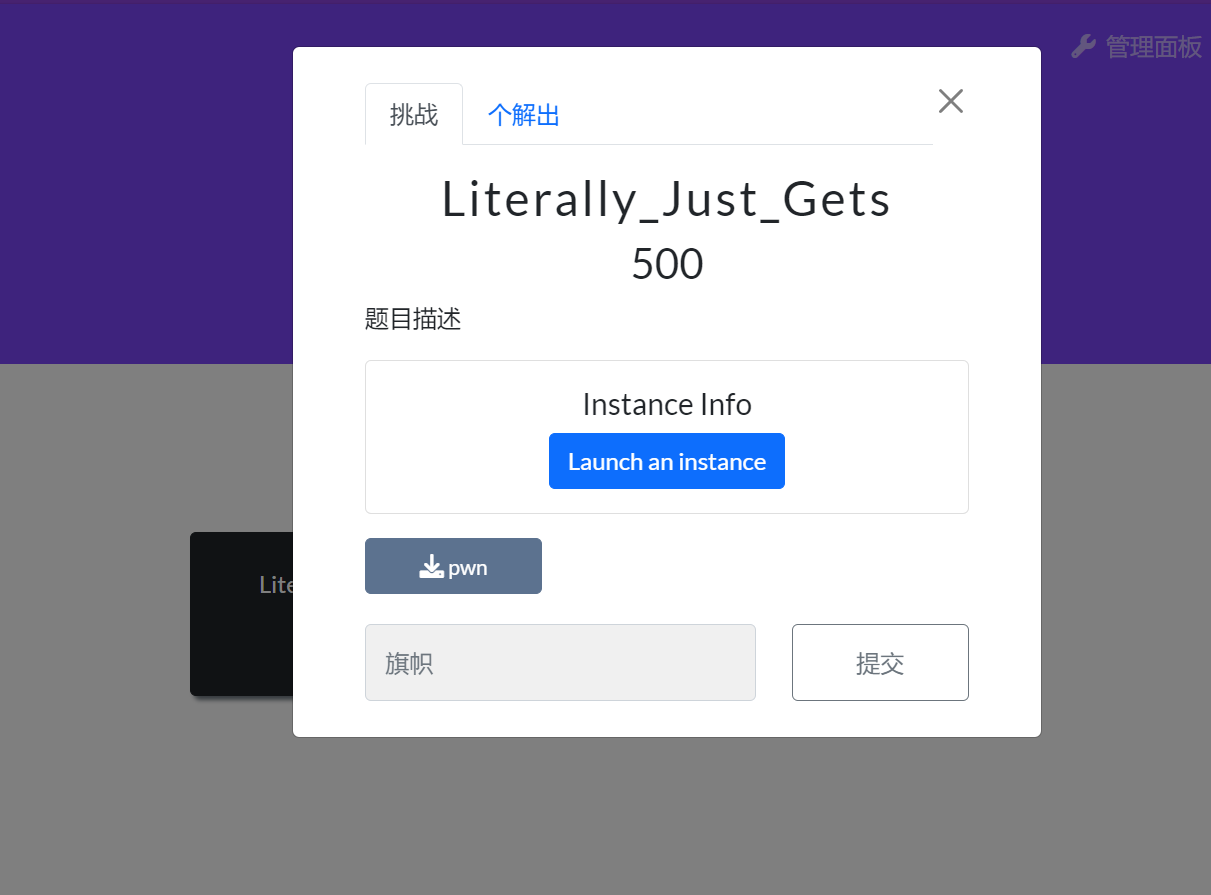 管理面板
挑战
个解出
Literally_Just_Gets
500
题目描述
Instance Info
Launch an instance
pwn
Lite
旗帜
提交